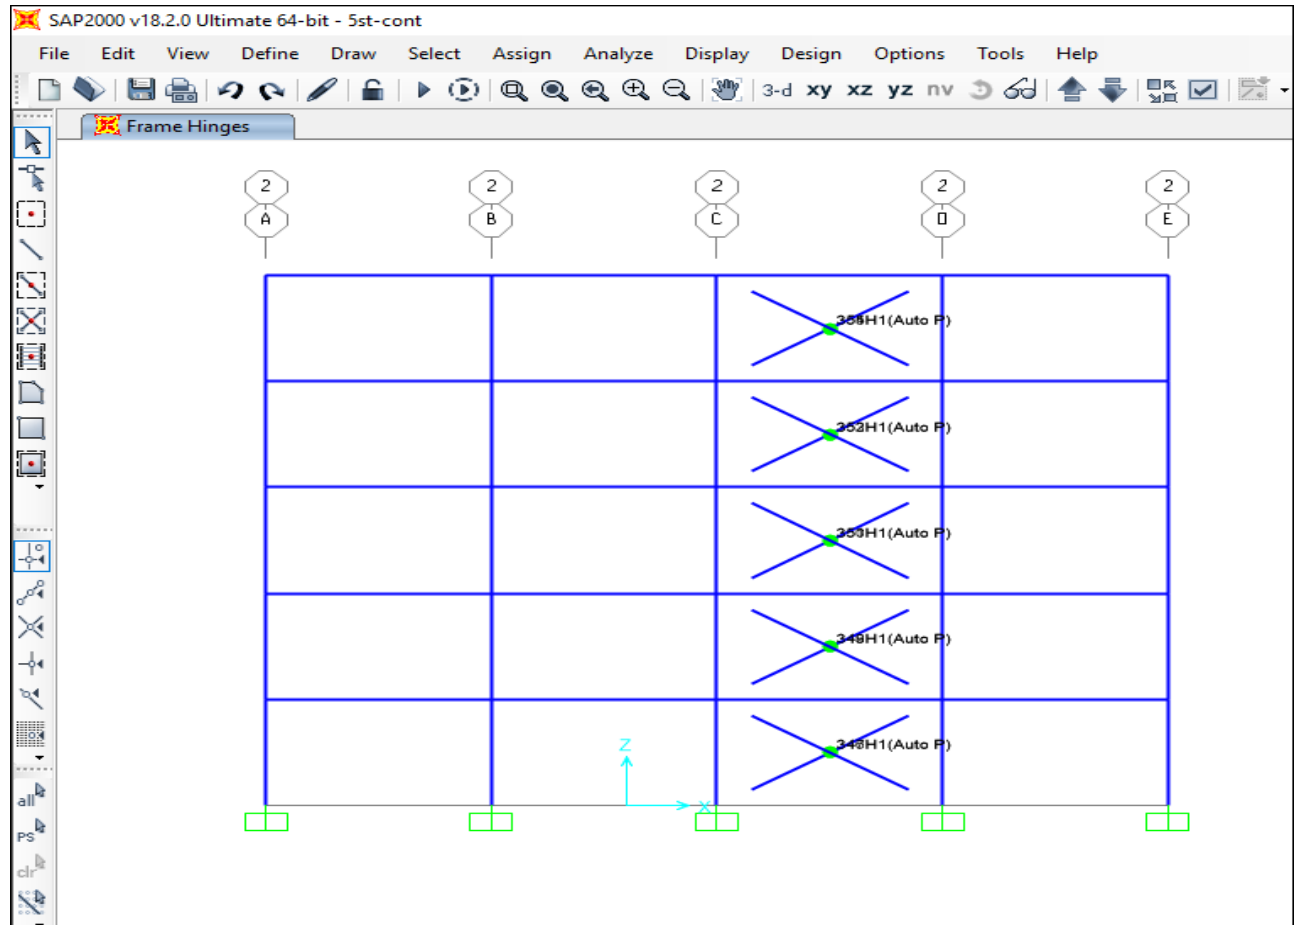 SAP2000 v18.2.0 Ultimate 64-bit - 5st-cont
File Edit View Define Draw Select Assign Analyze Display Design Options Tools Help
3-d xy xz yz nv
Frame Hinges
2 2 2 2 2
A B C D E
H1(Auto P)
H1(Auto P)
H1(Auto P)
H1(Auto P)
H1(Auto P)
Z
X
all
PS
clr